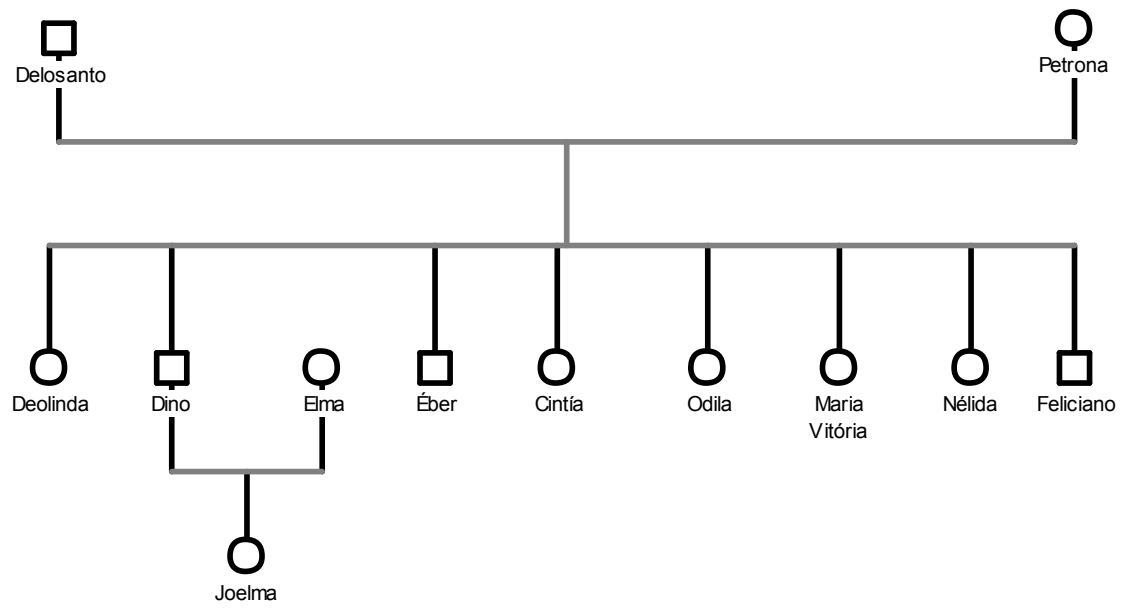 Delosanto
Petrona
Deolinda
Dino
Elma
Éber
Cintía
Odila
Maria
Vitória
Nélida
Feliciano
Joelma